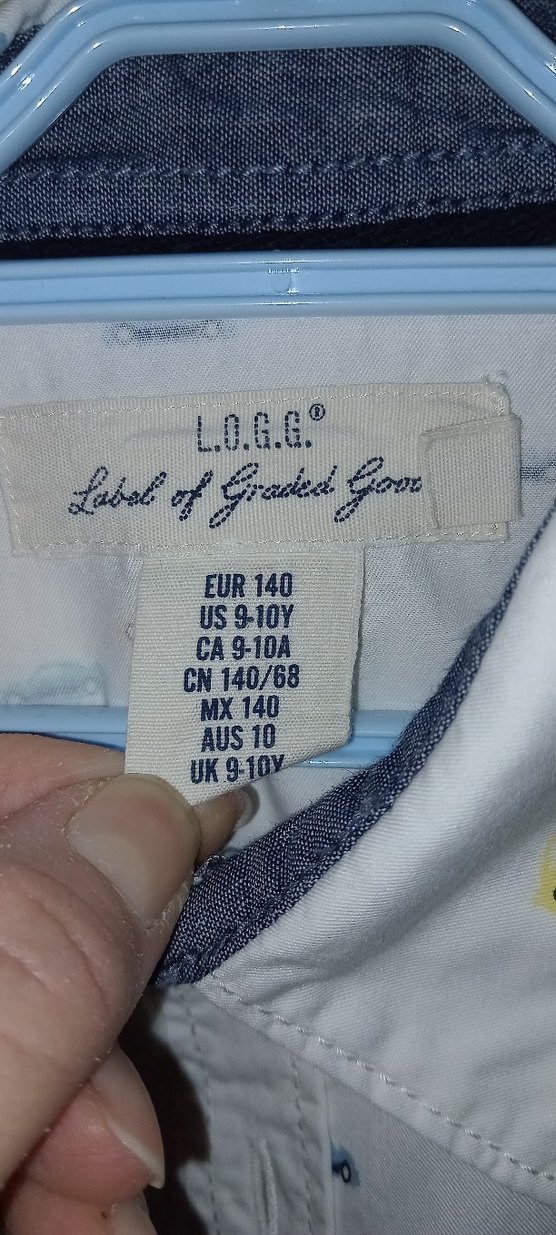 L.O.G.G.®
Label of Graded
EUR 140
US 9-10Y
CA 9-10A
CN 140/68
MX 140
AUS 10
UK 9-10Y